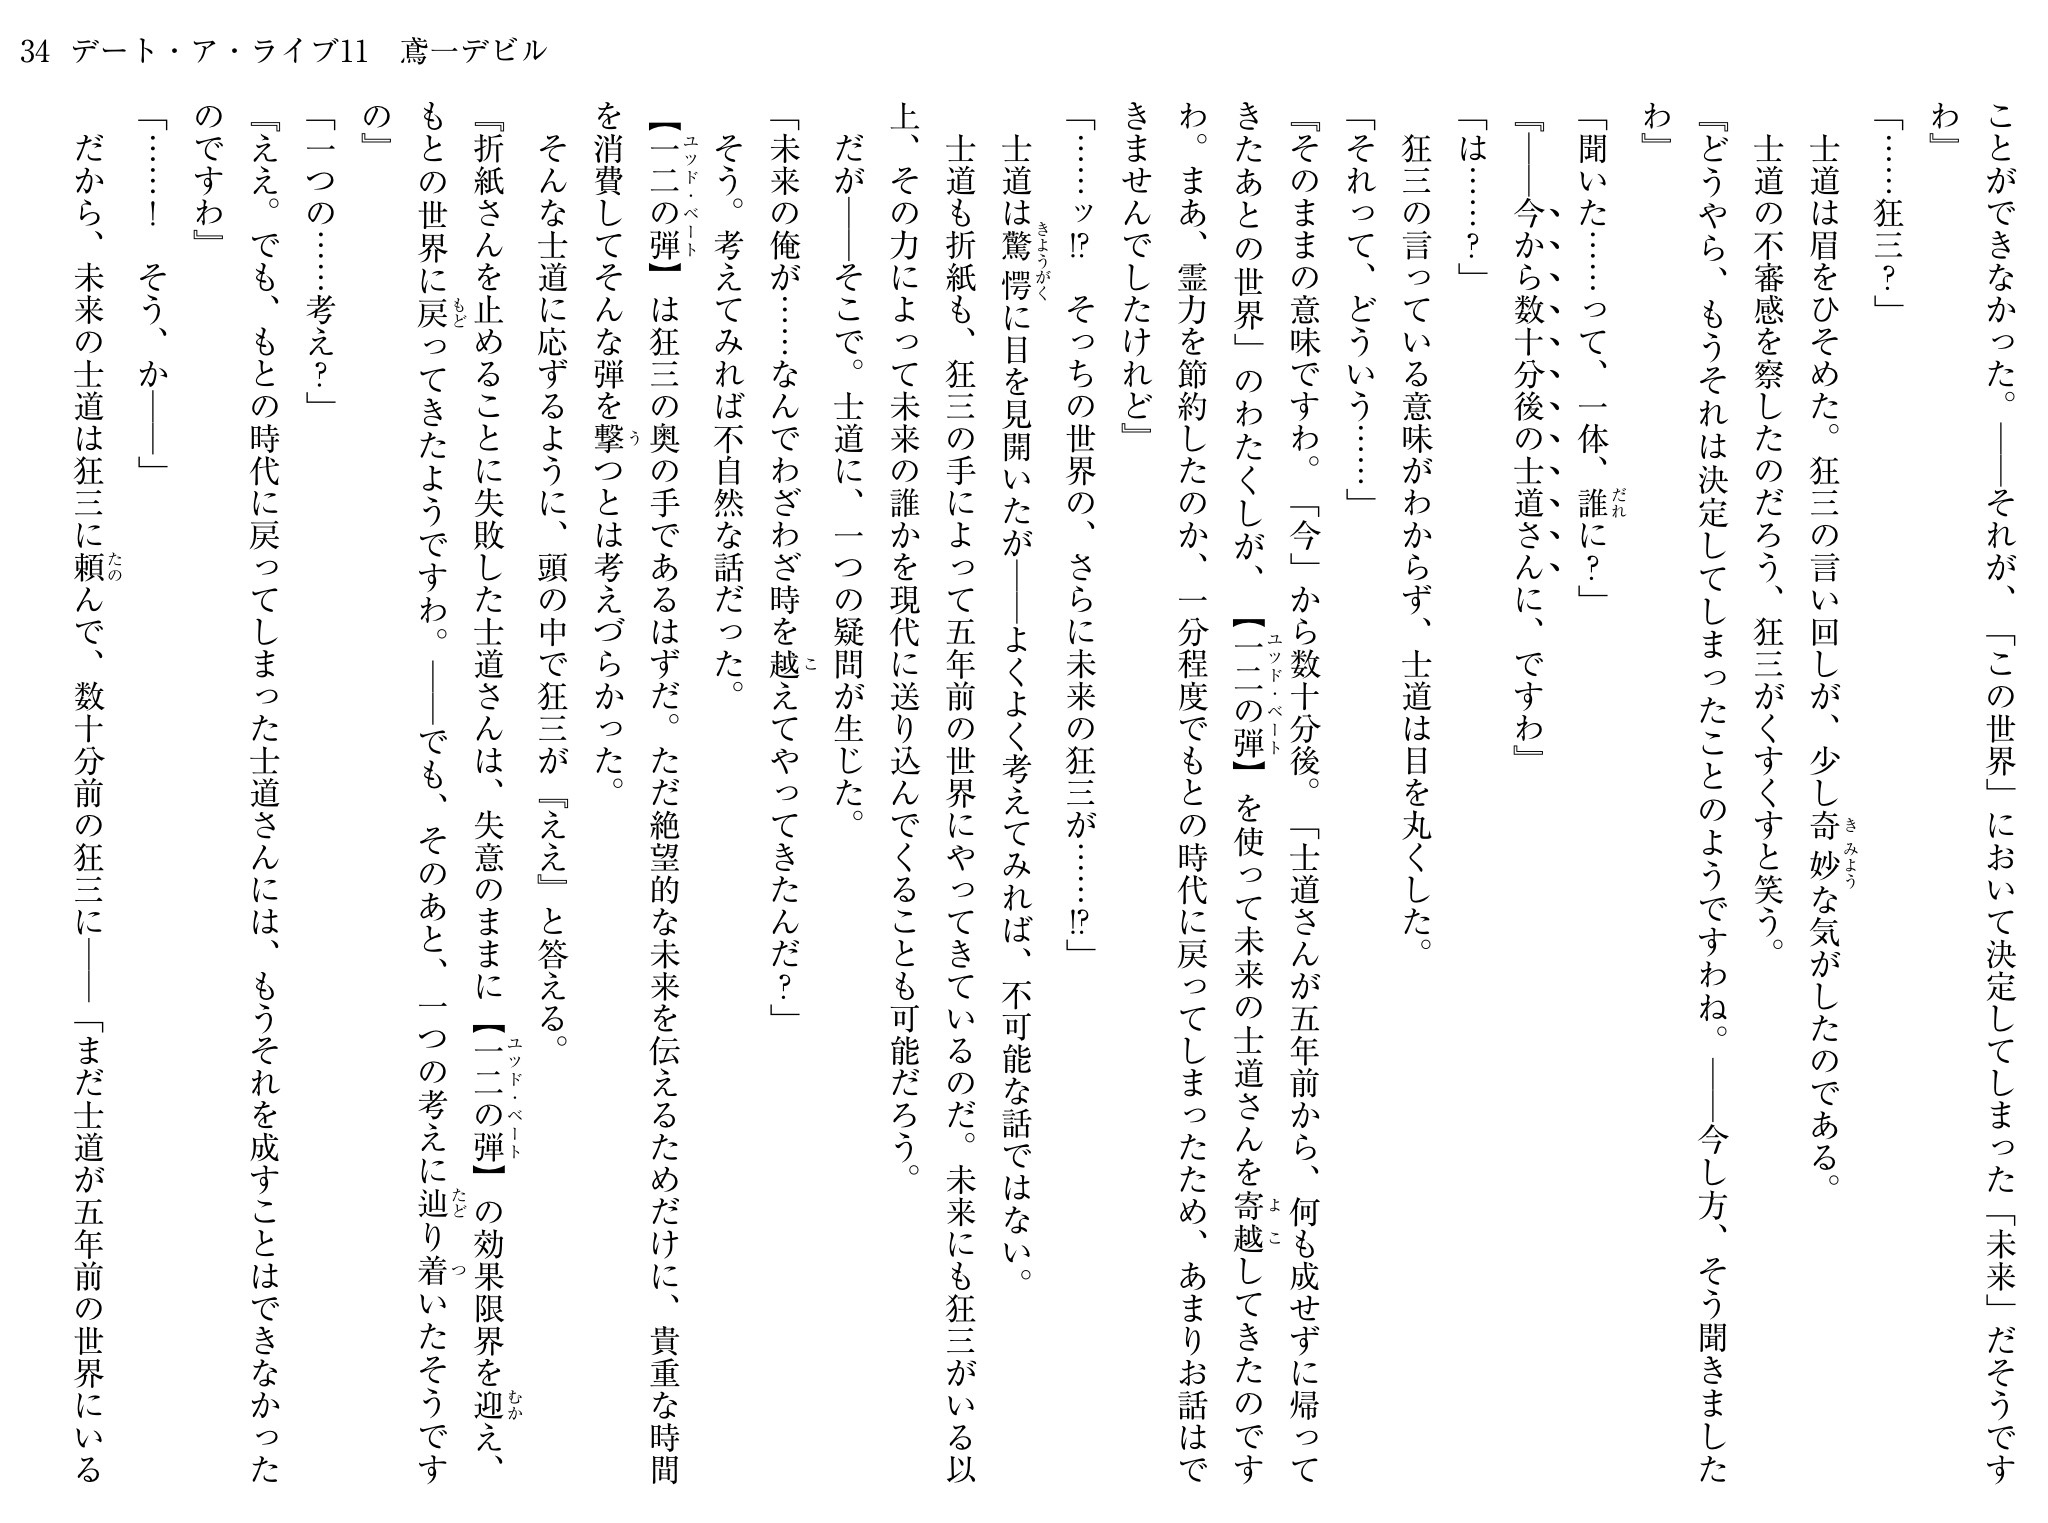 34 デート・ア・ライブ11　鳶一デビル
ことができなかった。――それが、「この世界」において決定してしまった「未来」だそうです
わ』
「……狂三？」
　士道は眉をひそめた。狂三の言い回しが、少し奇妙な気がしたのである。
　士道の不審感を察したのだろう、狂三がくすくすと笑う。
『どうやら、もうそれは決定してしまったことのようですわね。――今し方、そう聞きました
わ』
「聞いた……って、一体、誰に？」
『――今から数十分後の士道さんに、ですわ』
「は……？」
　狂三の言っている意味がわからず、士道は目を丸くした。
「それって、どういう……」
『そのままの意味ですわ。「今」から数十分後。「士道さんが五年前から、何も成せずに帰って
きたあとの世界」のわたくしが、【一二の弾】を使って未来の士道さんを寄越してきたのです
わ。まあ、霊力を節約したのか、一分程度でもとの時代に戻ってしまったため、あまりお話はで
きませんでしたけれど』
「……ッ!?　そっちの世界の、さらに未来の狂三が……!?」
　士道は驚愕に目を見開いたが――よくよく考えてみれば、不可能な話ではない。
　士道も折紙も、狂三の手によって五年前の世界にやってきているのだ。未来にも狂三がいる以
上、その力によって未来の誰かを現代に送り込んでくることも可能だろう。
　だが――そこで。士道に、一つの疑問が生じた。
「未来の俺が……なんでわざわざ時を越えてやってきたんだ？」
　そう。考えてみれば不自然な話だった。
【一二の弾】は狂三の奥の手であるはずだ。ただ絶望的な未来を伝えるためだけに、貴重な時間
を消費してそんな弾を撃つとは考えづらかった。
　そんな士道に応ずるように、頭の中で狂三が『ええ』と答える。
『折紙さんを止めることに失敗した士道さんは、失意のままに【一二の弾】の効果限界を迎え、
もとの世界に戻ってきたようですわ。――でも、そのあと、一つの考えに辿り着いたそうです
の』
「一つの……考え？」
『ええ。でも、もとの時代に戻ってしまった士道さんには、もうそれを成すことはできなかった
のですわ』
「……！　そう、か――」
　だから、未来の士道は狂三に頼んで、数十分前の狂三に――「まだ士道が五年前の世界にいる